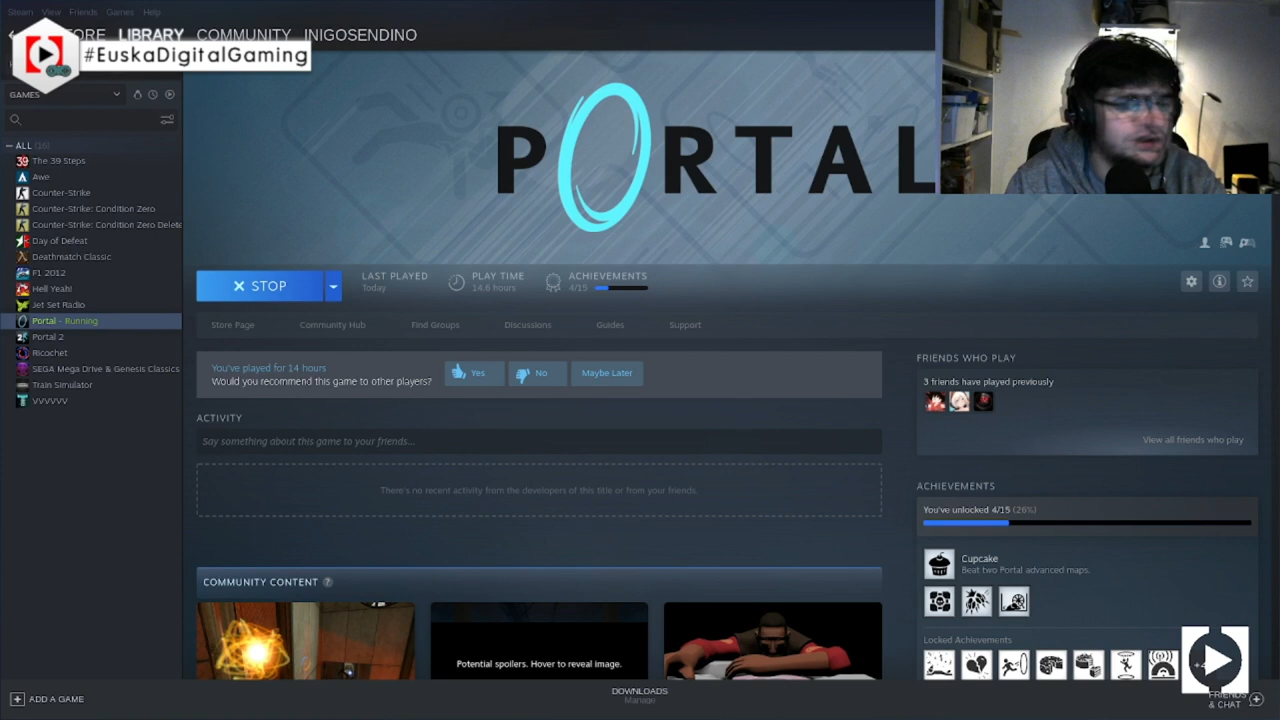 Steam View Friends Games Help
LIBRARY COMMUNITY INIGOSENDINO
#EuskaDigitalGaming
PORTAL
GAMES
ALL (16)
The 39 Steps
Awe
Counter-Strike
Counter-Strike: Condition Zero
Counter-Strike: Condition Zero Delete
Day of Defeat
Deathmatch Classic
F1 2012
Hell Yeah!
Jet Set Radio
Portal - Running
Portal 2
Ricochet
SEGA Mega Drive & Genesis Classics
Train Simulator
VVVVVV
STOP
LAST PLAYED
Today
PLAY TIME
14.6 hours
ACHIEVEMENTS
4/15
Store Page Community Hub Find Groups Discussions Guides Support
You've played for 14 hours
Would you recommend this game to other players?
Yes No Maybe Later
ACTIVITY
Say something about this game to your friends...
There's no recent activity from the developers of this title or from your friends.
COMMUNITY CONTENT ?
Potential spoilers. Hover to reveal image.
FRIENDS WHO PLAY
3 friends have played previously
View all friends who play
ACHIEVEMENTS
You've unlocked 4/15 (26%)
Cupcake
Beat two Portal advanced maps.
Locked Achievements
ADD A GAME
DOWNLOADS
Manage
FRIENDS
& CHAT